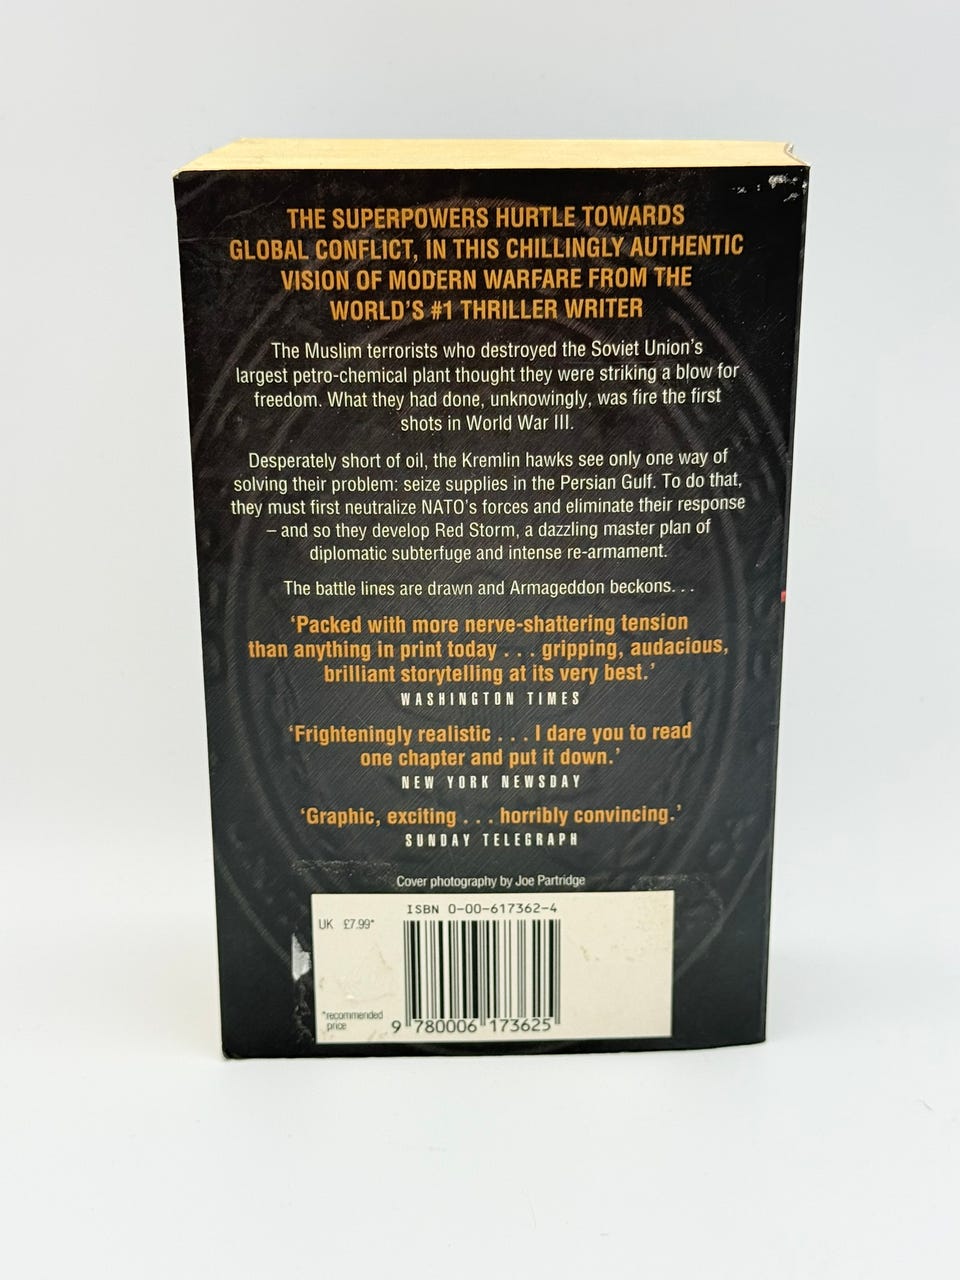 THE SUPERPOWERS HURTLE TOWARDS
GLOBAL CONFLICT, IN THIS CHILLINGLY AUTHENTIC
VISION OF MODERN WARFARE FROM THE
WORLD'S #1 THRILLER WRITER
The Muslim terrorists who destroyed the Soviet Union's
largest petro-chemical plant thought they were striking a blow for
freedom. What they had done, unknowingly, was fire the first
shots in World War III.
Desperately short of oil, the Kremlin hawks see only one way of
solving their problem: seize supplies in the Persian Gulf. To do that,
they must first neutralize NATO's forces and eliminate their response
– and so they develop Red Storm, a dazzling master plan of
diplomatic subterfuge and intense re-armament.
The battle lines are drawn and Armageddon beckons. . .
'Packed with more nerve-shattering tension
than anything in print today . . . gripping, audacious,
brilliant storytelling at its very best.'
WASHINGTON TIMES
'Frighteningly realistic . . . I dare you to read
one chapter and put it down.'
NEW YORK NEWSDAY
'Graphic, exciting . . . horribly convincing.'
SUNDAY TELEGRAPH
Cover photography by Joe Partridge
ISBN 0-00-617362-4
UK £7.99*
*recommended
price
9 780006 173625